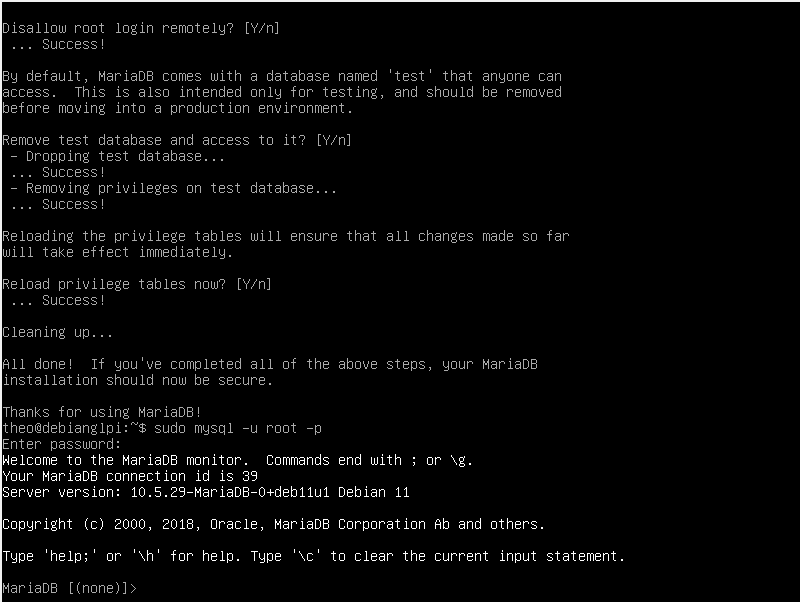 Disallow root login remotely? [Y/n]
 ... Success!
By default, MariaDB comes with a database named 'test' that anyone can
access.  This is also intended only for testing, and should be removed
before moving into a production environment.
Remove test database and access to it? [Y/n]
 - Dropping test database...
 ... Success!
 - Removing privileges on test database...
 ... Success!
Reloading the privilege tables will ensure that all changes made so far
will take effect immediately.
Reload privilege tables now? [Y/n]
 ... Success!
Cleaning up...
All done!  If you've completed all of the above steps, your MariaDB
installation should now be secure.
Thanks for using MariaDB!
theo@debianglpi:~$ sudo mysql -u root -p
Enter password:
Welcome to the MariaDB monitor.  Commands end with ; or \g.
Your MariaDB connection id is 39
Server version: 10.5.29-MariaDB-0+deb11u1 Debian 11
Copyright (c) 2000, 2018, Oracle, MariaDB Corporation Ab and others.
Type 'help;' or '\h' for help. Type '\c' to clear the current input statement.
MariaDB [(none)]>